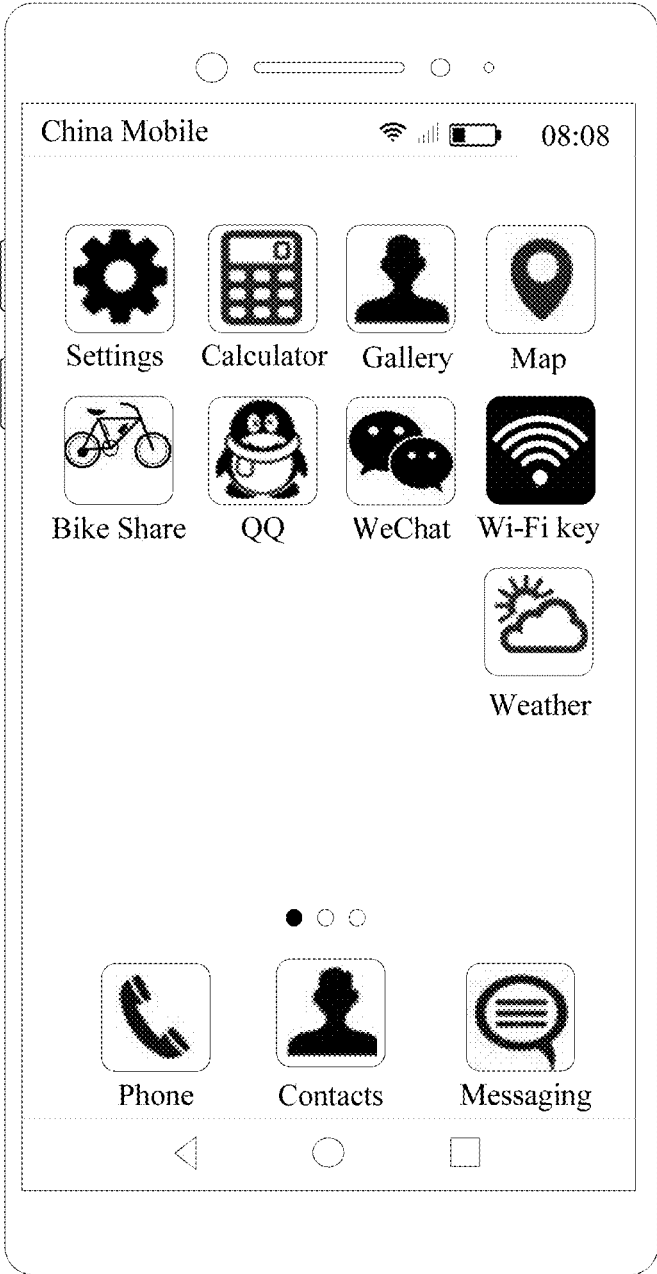 China Mobile 08:08
Settings Calculator Gallery Map
Bike Share QQ WeChat Wi-Fi key
Weather
Phone Contacts Messaging